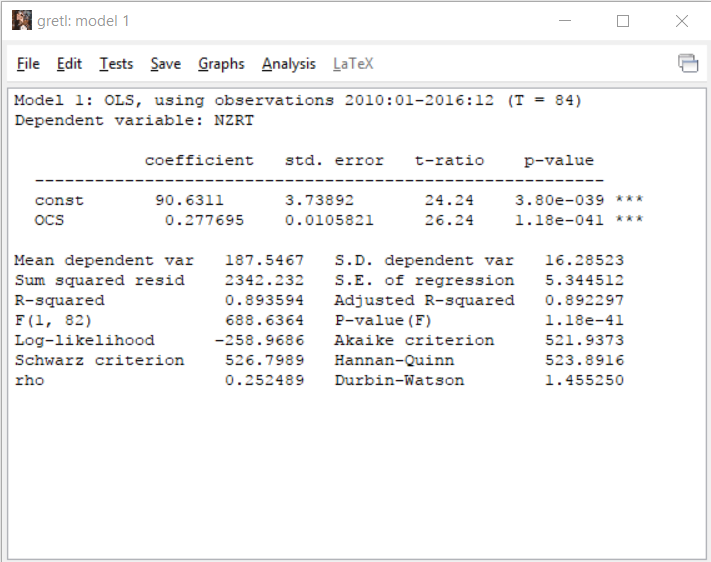 gretl: model 1
File Edit Tests Save Graphs Analysis LaTeX
Model 1: OLS, using observations 2010:01-2016:12 (T = 84)
Dependent variable: NZRT
coefficient std. error t-ratio p-value
---------------------------------------------------------
const 90.6311 3.73892 24.24 3.80e-039 ***
OCS 0.277695 0.0105821 26.24 1.18e-041 ***
Mean dependent var 187.5467 S.D. dependent var 16.28523
Sum squared resid 2342.232 S.E. of regression 5.344512
R-squared 0.893594 Adjusted R-squared 0.892297
F(1, 82) 688.6364 P-value(F) 1.18e-41
Log-likelihood -258.9686 Akaike criterion 521.9373
Schwarz criterion 526.7989 Hannan-Quinn 523.8916
rho 0.252489 Durbin-Watson 1.455250